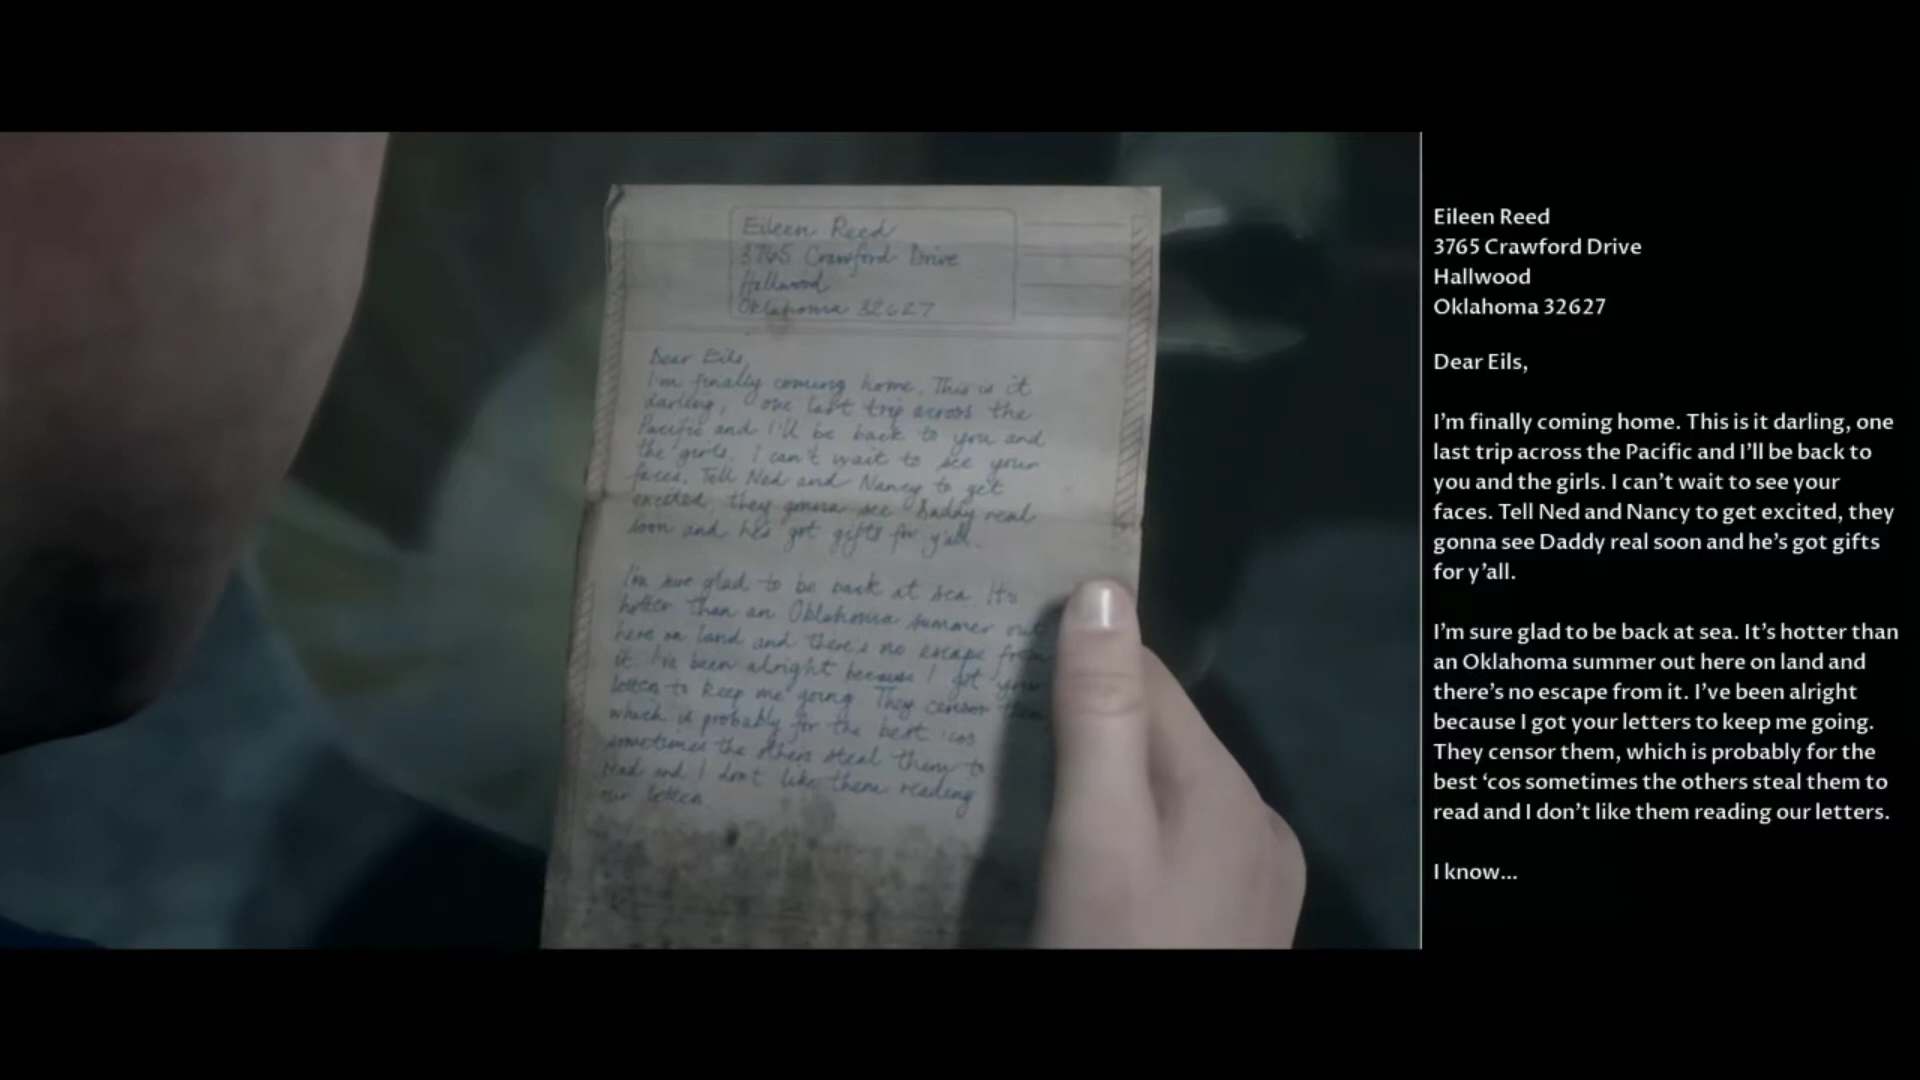 Eileen Reed
3765 Crawford Drive
Hallwood
Oklahoma 32627
Dear Eils,
I'm finally coming home. This is it
darling, one last trip across the
Pacific and I'll be back to you and
the girls. I can't wait to see your
faces. Tell Ned and Nancy to get
excited, they gonna see Daddy real
soon and he's got gifts for y'all.
I'm sure glad to be back at sea. It's
hotter than an Oklahoma summer out
here on land and there's no escape from
it. I've been alright because I got your
letters to keep me going. They censor them
which is probably for the best 'cos
sometimes the others steal them to
read and I don't like them reading
our letters
Eileen Reed
3765 Crawford Drive
Hallwood
Oklahoma 32627
Dear Eils,
I'm finally coming home. This is it darling, one
last trip across the Pacific and I'll be back to
you and the girls. I can't wait to see your
faces. Tell Ned and Nancy to get excited, they
gonna see Daddy real soon and he's got gifts
for y'all.
I'm sure glad to be back at sea. It's hotter than
an Oklahoma summer out here on land and
there's no escape from it. I've been alright
because I got your letters to keep me going.
They censor them, which is probably for the
best ‘cos sometimes the others steal them to
read and I don't like them reading our letters.
I know...